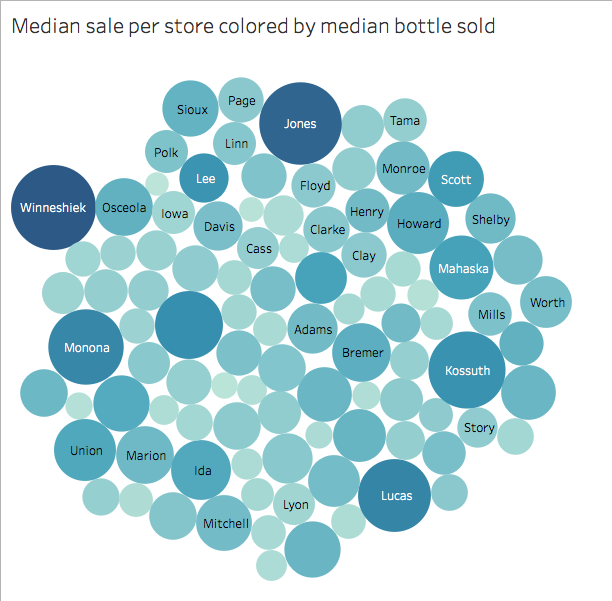 Median sale per store colored by median bottle sold
Page
Sioux
Jones
Tama
Linn
Polk
Monroe
Lee
Scott
Floyd
Winneshiek
Osceola
Iowa
Henry
Shelby
Davis
Clarke
Howard
Cass
Clay
Mahaska
Worth
Mills
Adams
Monona
Bremer
Kossuth
Story
Union
Marion
Ida
Lucas
Lyon
Mitchell